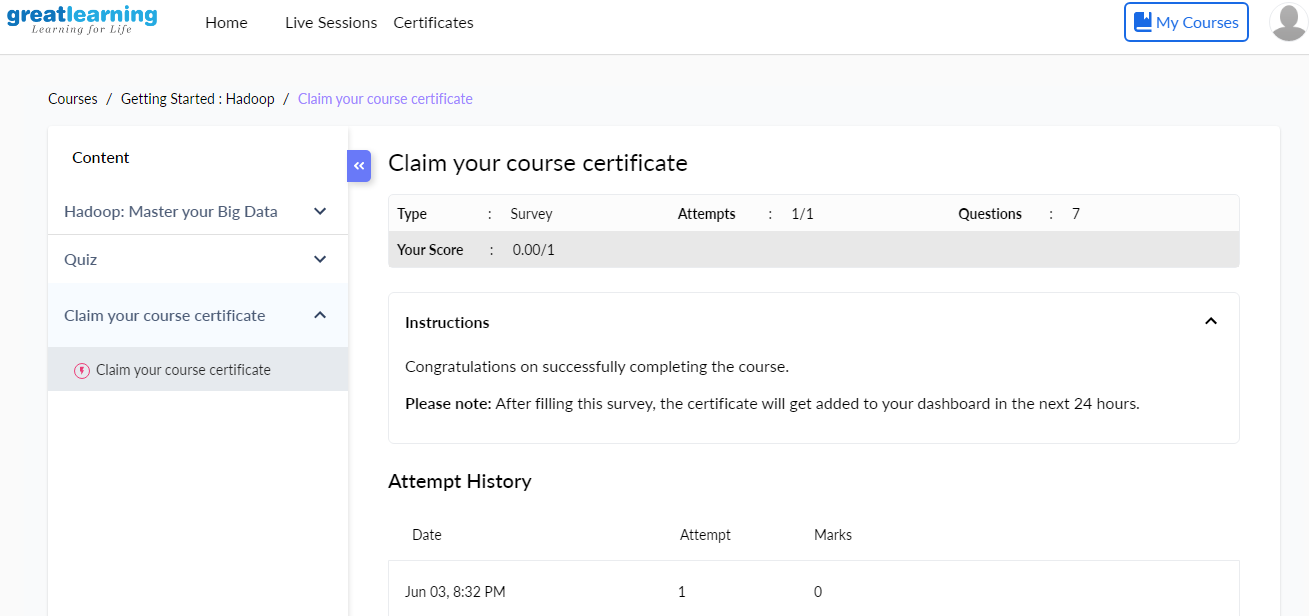 greatlearning
Learning for Life
Home Live Sessions Certificates
My Courses
Courses / Getting Started : Hadoop / Claim your course certificate
Content
Hadoop: Master your Big Data
Quiz
Claim your course certificate
Claim your course certificate
«
Claim your course certificate
Type : Survey Attempts : 1/1 Questions : 7
Your Score : 0.00/1
Instructions
Congratulations on successfully completing the course.
Please note: After filling this survey, the certificate will get added to your dashboard in the next 24 hours.
Attempt History
Date Attempt Marks
Jun 03, 8:32 PM 1 0